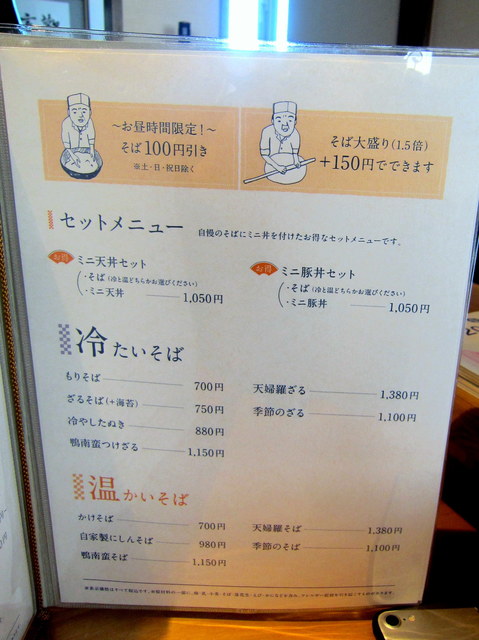 ～お昼時間限定！～
そば100円引き
※土・日・祝日除く
そば大盛り(1.5倍)
+150円でできます
セットメニュー
自慢のそばにミニ丼を付けたお得なセットメニューです。
お得
ミニ天丼セット
・そば（冷と温どちらかお選びください）
・ミニ天丼 1,050円
お得
ミニ豚丼セット
・そば（冷と温どちらかお選びください）
・ミニ豚丼 1,050円
冷たいそば
もりそば 700円
ざるそば(+海苔) 750円
冷やしたぬき 880円
鴨南蛮つけざる 1,150円
天婦羅ざる 1,380円
季節のざる 1,100円
温かいそば
かけそば 700円
自家製にしんそば 980円
鴨南蛮そば 1,150円
天婦羅そば 1,380円
季節のそば 1,100円